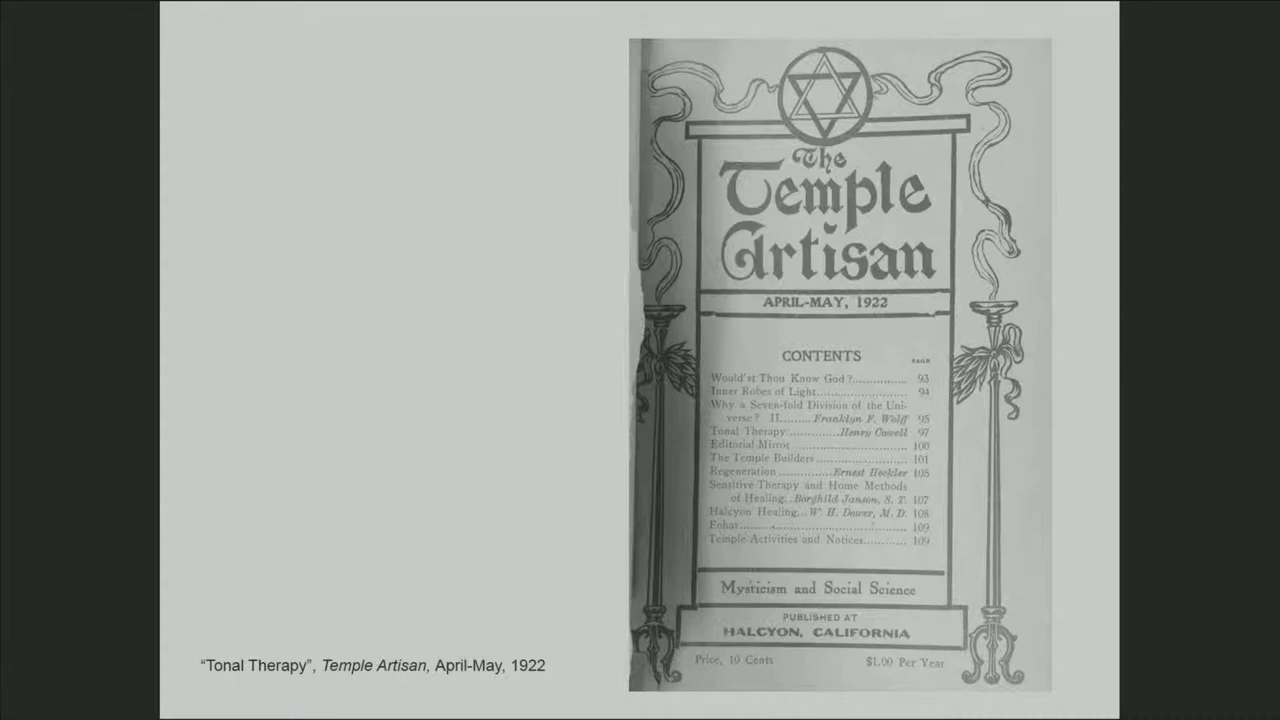 The
Temple
Artisan
APRIL-MAY, 1922
CONTENTS
PAGE
Would'st Thou Know God?............... 93
Inner Robes of Light....................... 94
Why a Seven-fold Division of the Uni-
verse? II.........Franklyn F. Wolff 95
Tonal Therapy..............Henry Cowell 97
Editorial Mirror ............................ 100
The Temple Builders ...................... 101
Regeneration ..............Ernest Heckler 105
Sensitive Therapy and Home Methods
of Healing...Borghild Janson, S. T. 107
Halcyon Healing...W. H. Dower, M. D. 108
Eohat.......................................... 109
Temple Activities and Notices............ 109
Mysticism and Social Science
PUBLISHED AT
HALCYON, CALIFORNIA
Price, 10 Cents $1.00 Per Year
“Tonal Therapy”, Temple Artisan, April-May, 1922